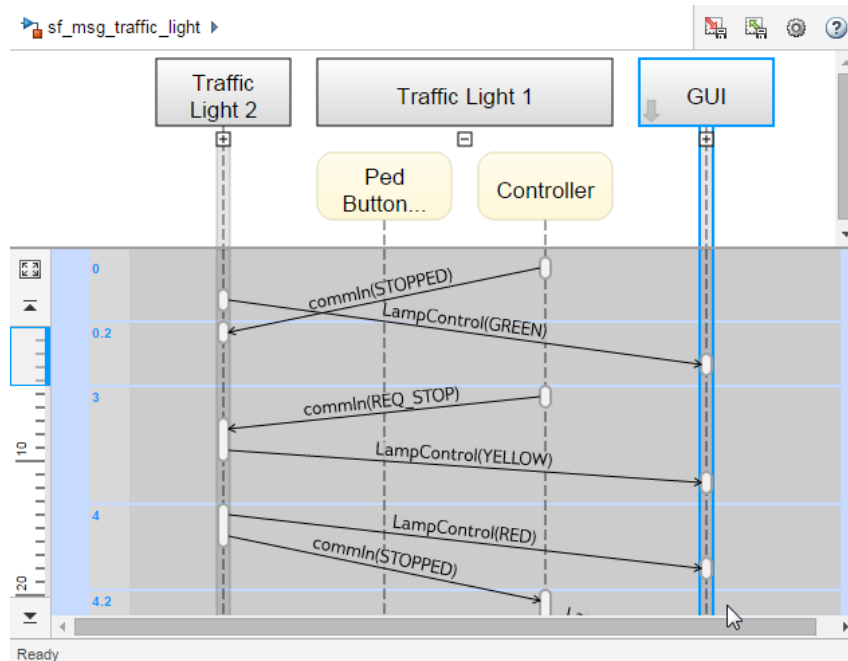 sf_msg_traffic_light
Traffic
Light 2
Traffic Light 1
GUI
Ped
Button...
Controller
0
commIn(STOPPED)
LampControl(GREEN)
0.2
3
commIn(REQ_STOP)
10
LampControl(YELLOW)
4
LampControl(RED)
commIn(STOPPED)
20
4.2
Ready